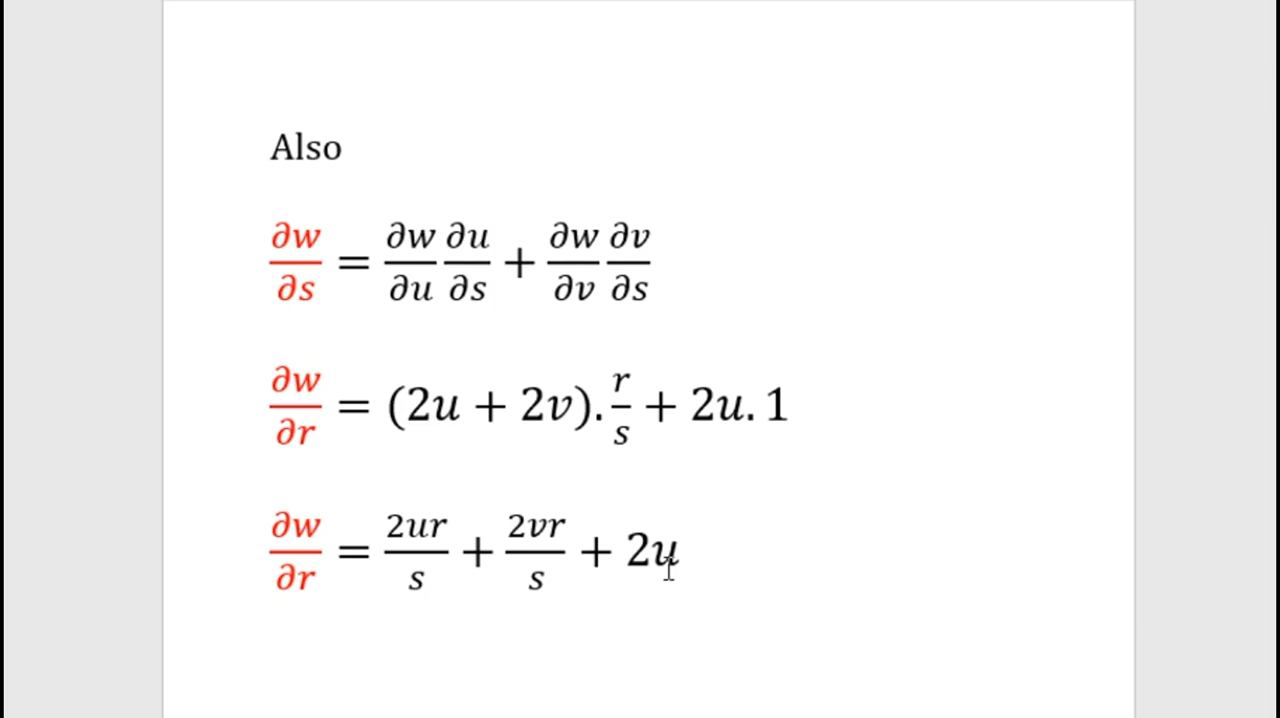 Also
∂w/∂s = ∂w/∂u ∂u/∂s + ∂w/∂v ∂v/∂s
∂w/∂r = (2u + 2v). r/s + 2u. 1
∂w/∂r = 2ur/s + 2vr/s + 2u